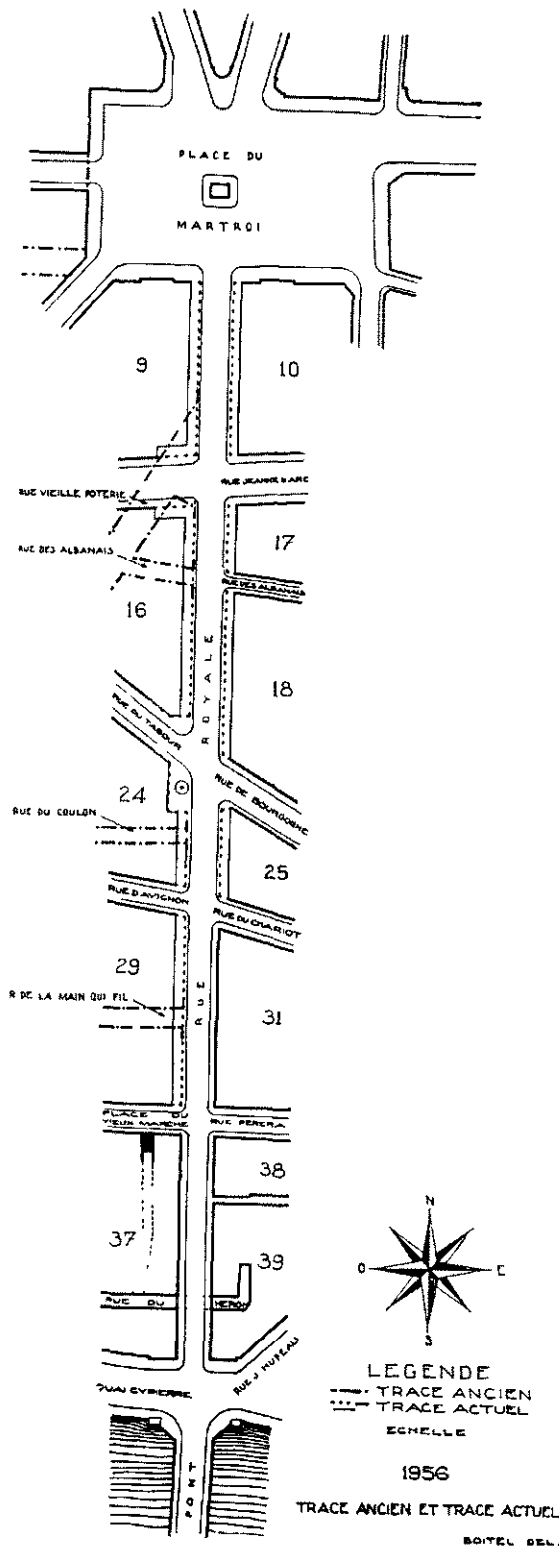 PLACE DU
MARTROI
9
10
RUE JEANNE D'ARC
RUE VIEILLE POTERIE
17
RUE DES ALBANAIS
RUE DES ALBANAIS
16
ROYALE
18
RUE DU TABOUR
RUE DE BOURGOGNE
24
RUE DU COULON
25
RUE D'AVIGNON
RUE DU CHARIOT
29
R DE LA MAIN QUI FIL
RUE
31
PLACE DU
VIEUX MARCHE
RUE PEREIRA
38
37
39
RUE DU HERON
RUE J HUPEAU
QUAI CYPIERRE
PONT
N
O
E
S
LEGENDE
TRACE ANCIEN
TRACE ACTUEL
ECHELLE
1956
TRACE ANCIEN ET TRACE ACTUEL
BOITEL DEL.